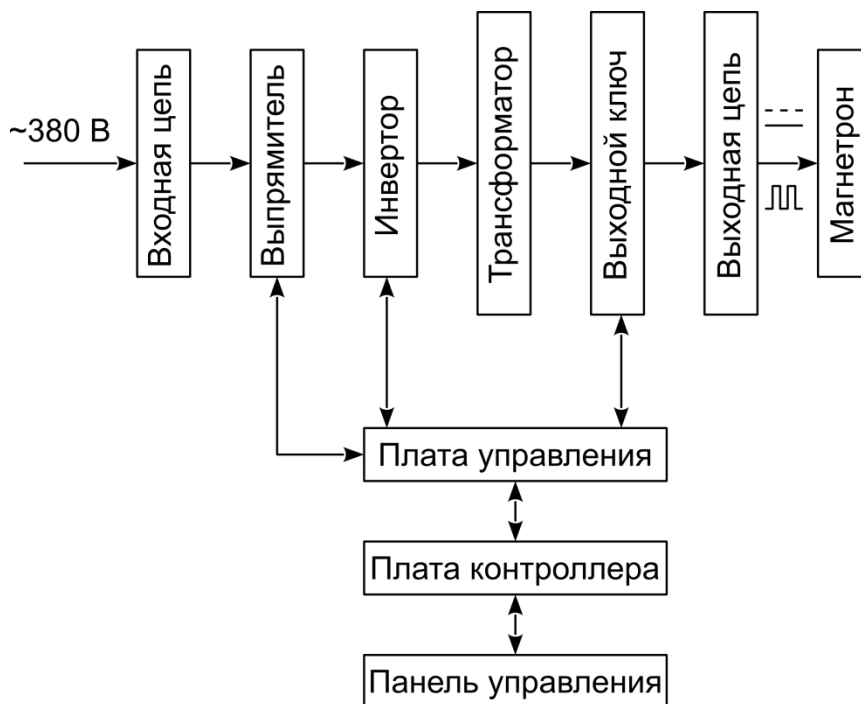 ~380 В
Входная цепь
Выпрямитель
Инвертор
Трансформатор
Выходной ключ
Выходная цепь
Магнетрон
Плата управления
Плата контроллера
Панель управления